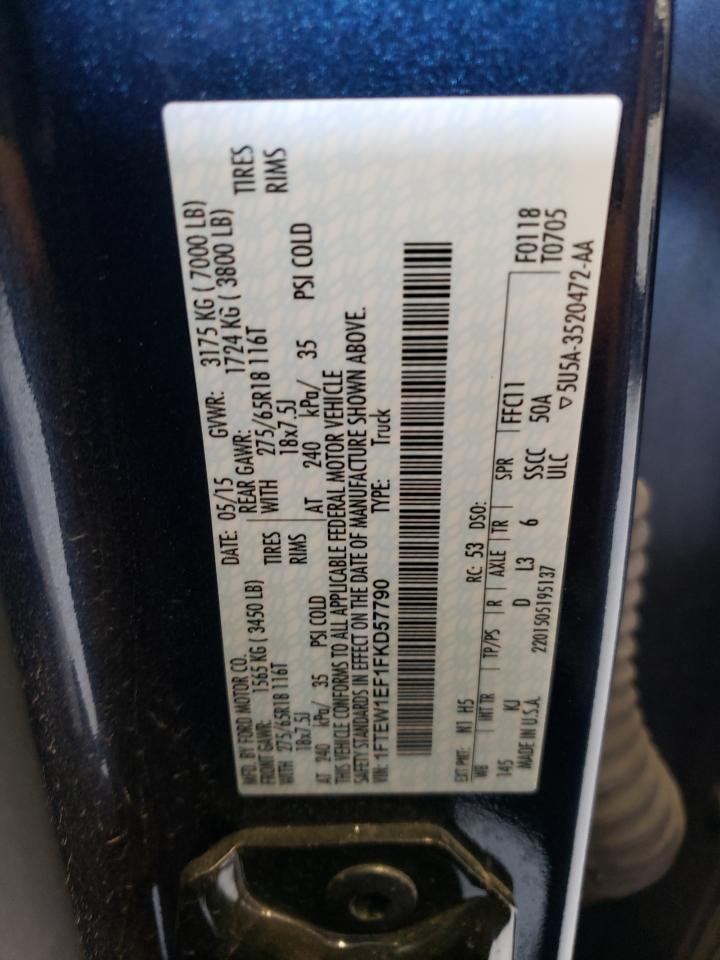 MFD. BY FORD MOTOR CO.
DATE: 05/15 GVWR: 3175 KG ( 7000 LB)
FRONT GAWR: 1565 KG ( 3450 LB) REAR GAWR: 1724 KG ( 3800 LB)
WITH 275/65R18 116T TIRES WITH 275/65R18 116T TIRES
18x7.5J RIMS 18x7.5J RIMS
AT 240 kPa/ 35 PSI COLD AT 240 kPa/ 35 PSI COLD
THIS VEHICLE CONFORMS TO ALL APPLICABLE FEDERAL MOTOR VEHICLE
SAFETY STANDARDS IN EFFECT ON THE DATE OF MANUFACTURE SHOWN ABOVE.
VIN: 1FTEW1EF1FKD57790 TYPE: Truck
EXT PNT: N1 H5 RC: 53 DSO: F0118
WB INT TR TP/PS R AXLE TR SPR FFC11 T0705
145 KJ D L3 6 SSCC 50A
MADE IN U.S.A. 2201505195137 ULC ▽5U5A-3520472-AA